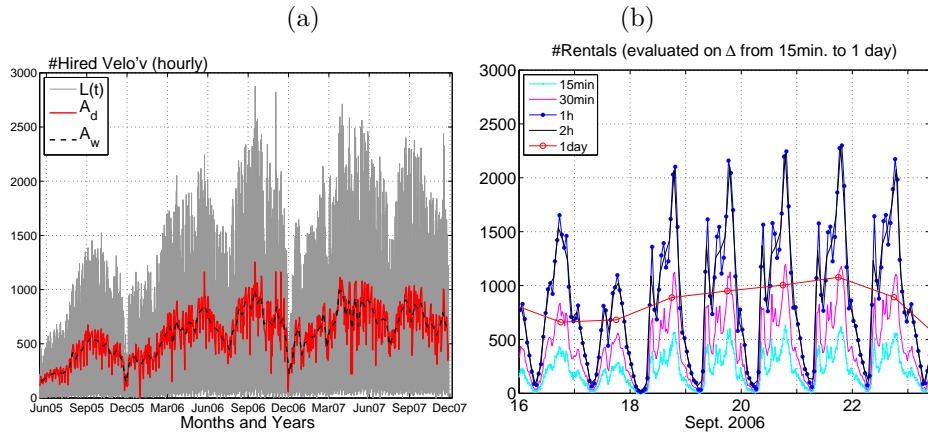 (a)
#Hired Velo'v (hourly)
L(t)
A_d
A_w
3000
2500
2000
1500
1000
500
0
Jun05 Sep05 Dec05 Mar06 Jun06 Sep06 Dec06 Mar07 Jun07 Sep07 Dec07
Months and Years
(b)
#Rentals (evaluated on Δ from 15min. to 1 day)
15min
30min
1h
2h
1day
3000
2500
2000
1500
1000
500
0
16 18 20 22
Sept. 2006